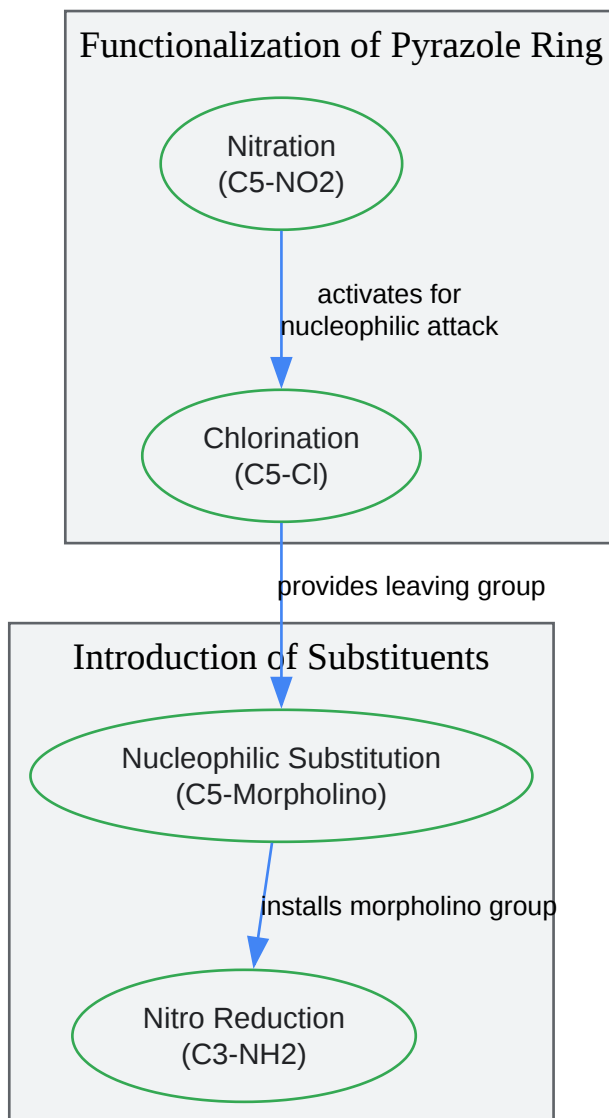 Functionalization of Pyrazole Ring
Nitration
(C5-NO2)
activates for
nucleophilic attack
Chlorination
(C5-Cl)
provides leaving group
Introduction of Substituents
Nucleophilic Substitution
(C5-Morpholino)
installs morpholino group
Nitro Reduction
(C3-NH2)